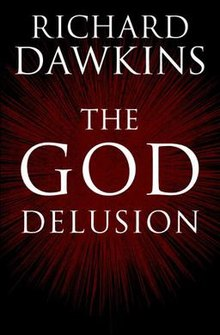 RICHARD
DAWKINS
THE
GOD
DELUSION